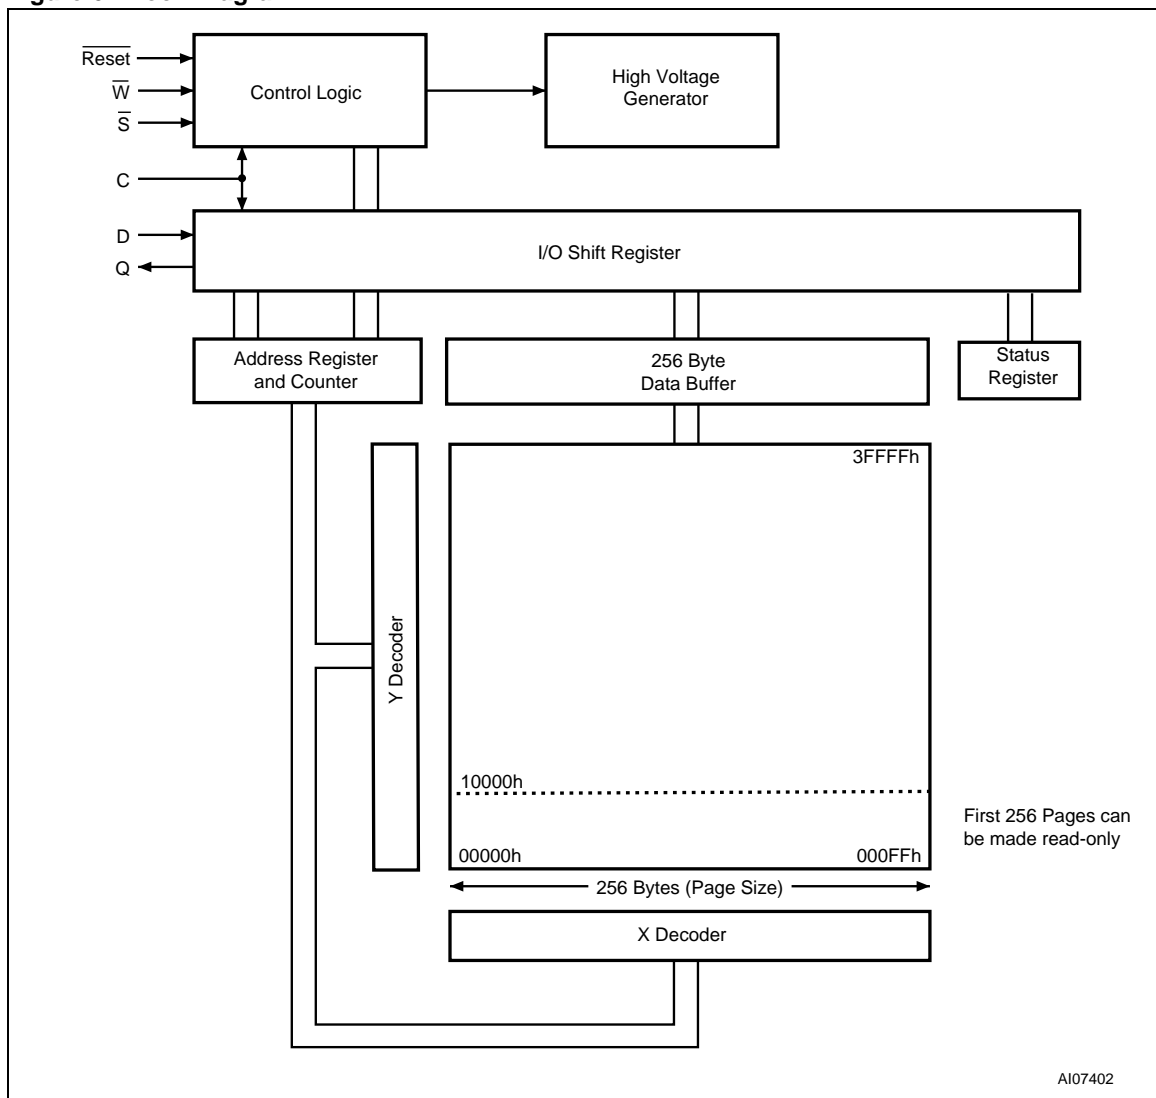 Reset
Control Logic
High Voltage
Generator
W
S
C
D
I/O Shift Register
Q
Address Register
and Counter
256 Byte
Data Buffer
Status
Register
3FFFFh
Y Decoder
10000h
First 256 Pages can
be made read-only
00000h
000FFh
256 Bytes (Page Size)
X Decoder
AI07402